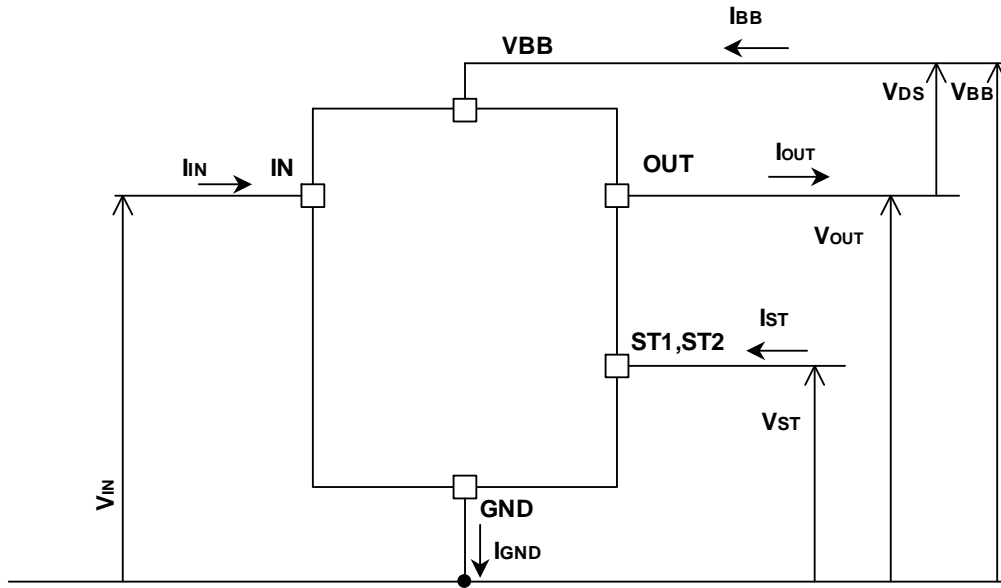 IBB
VBB
VDS VBB
IIN IN
OUT IOUT
VOUT
IST
ST1,ST2
VST
VIN
GND
IGND